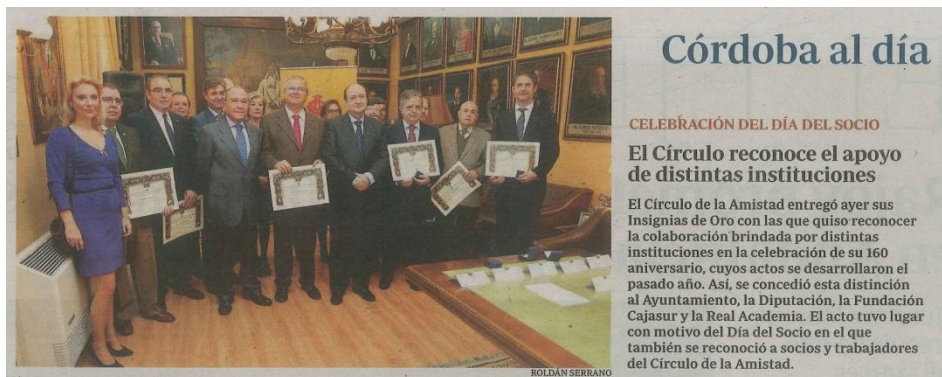 Córdoba al día
CELEBRACIÓN DEL DÍA DEL SOCIO
El Círculo reconoce el apoyo
de distintas instituciones
El Círculo de la Amistad entregó ayer sus
Insignias de Oro con las que quiso reconocer
la colaboración brindada por distintas
instituciones en la celebración de su 160
aniversario, cuyos actos se desarrollaron el
pasado año. Así, se concedió esta distinción
al Ayuntamiento, la Diputación, la Fundación
Cajasur y la Real Academia. El acto tuvo lugar
con motivo del Día del Socio en el que
también se reconoció a socios y trabajadores
del Círculo de la Amistad.
ROLDÁN SERRANO